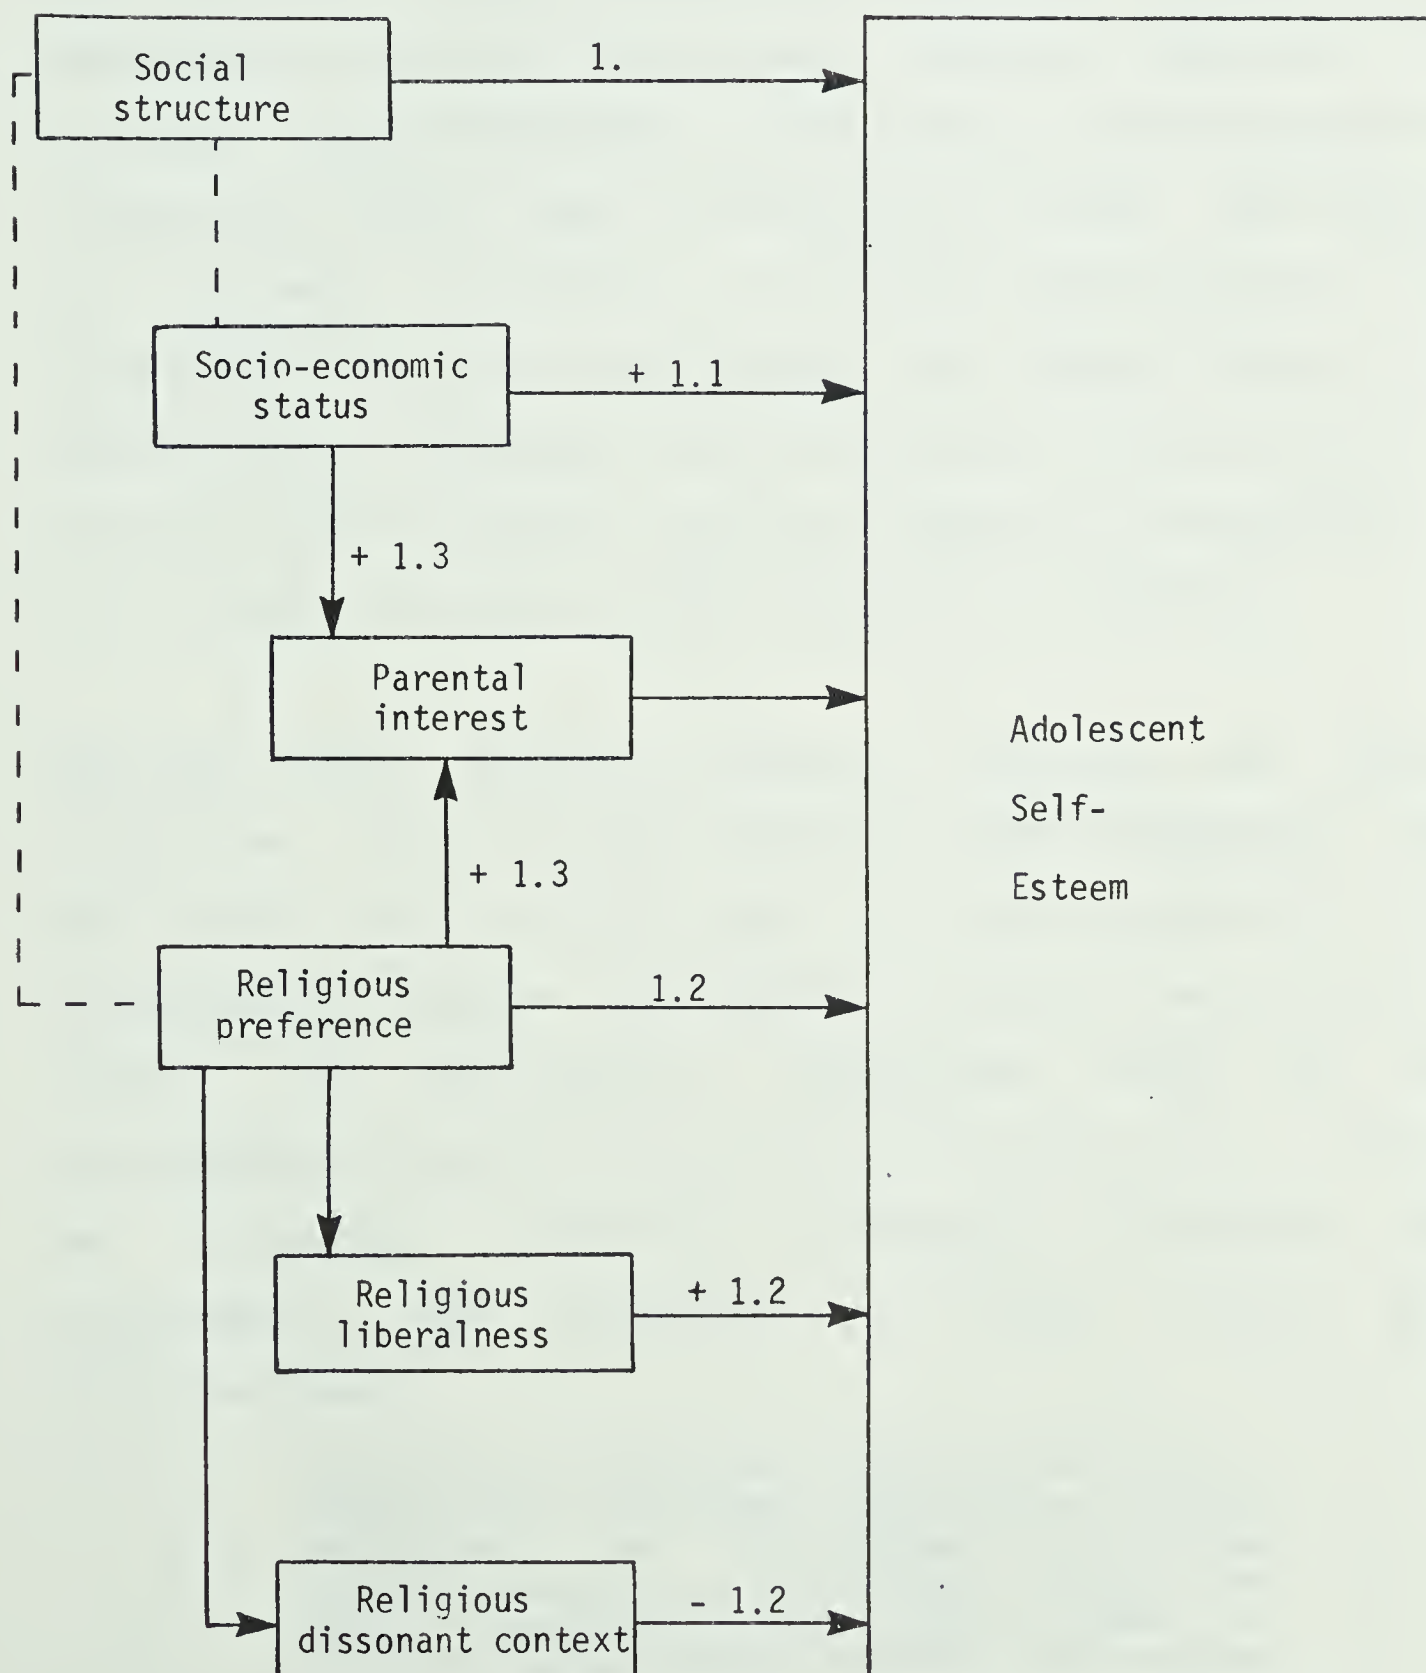 Social
structure
1.
Socio-economic
status
+ 1.1
+ 1.3
Parental
interest
Adolescent
Self-
Esteem
+ 1.3
Religious
preference
1.2
Religious
liberalness
+ 1.2
Religious
dissonant context
- 1.2